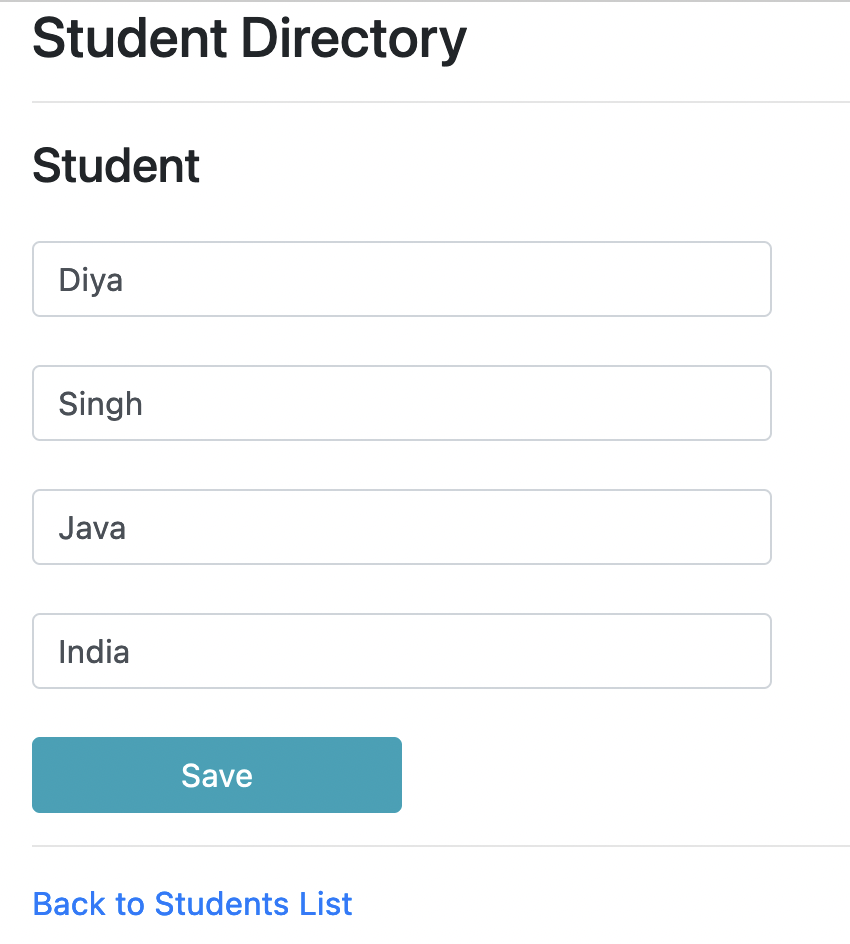 Student Directory
Student
Diya
Singh
Java
India
Save
Back to Students List